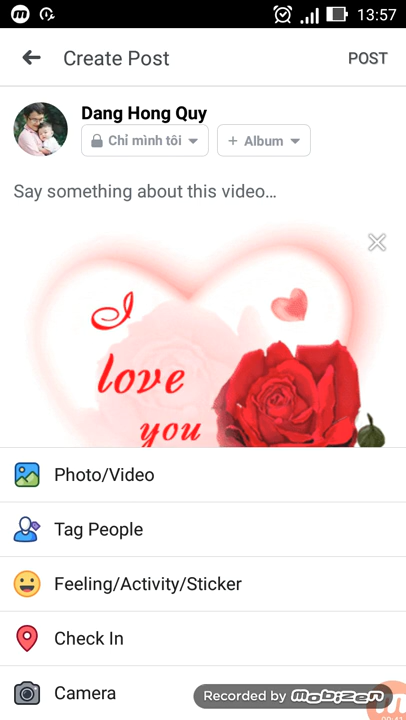 13:57
Create Post
POST
Dang Hong Quy
Chỉ mình tôi
+ Album
Say something about this video...
I
love
you
Photo/Video
Tag People
Feeling/Activity/Sticker
Check In
Camera
Recorded by Mobizen